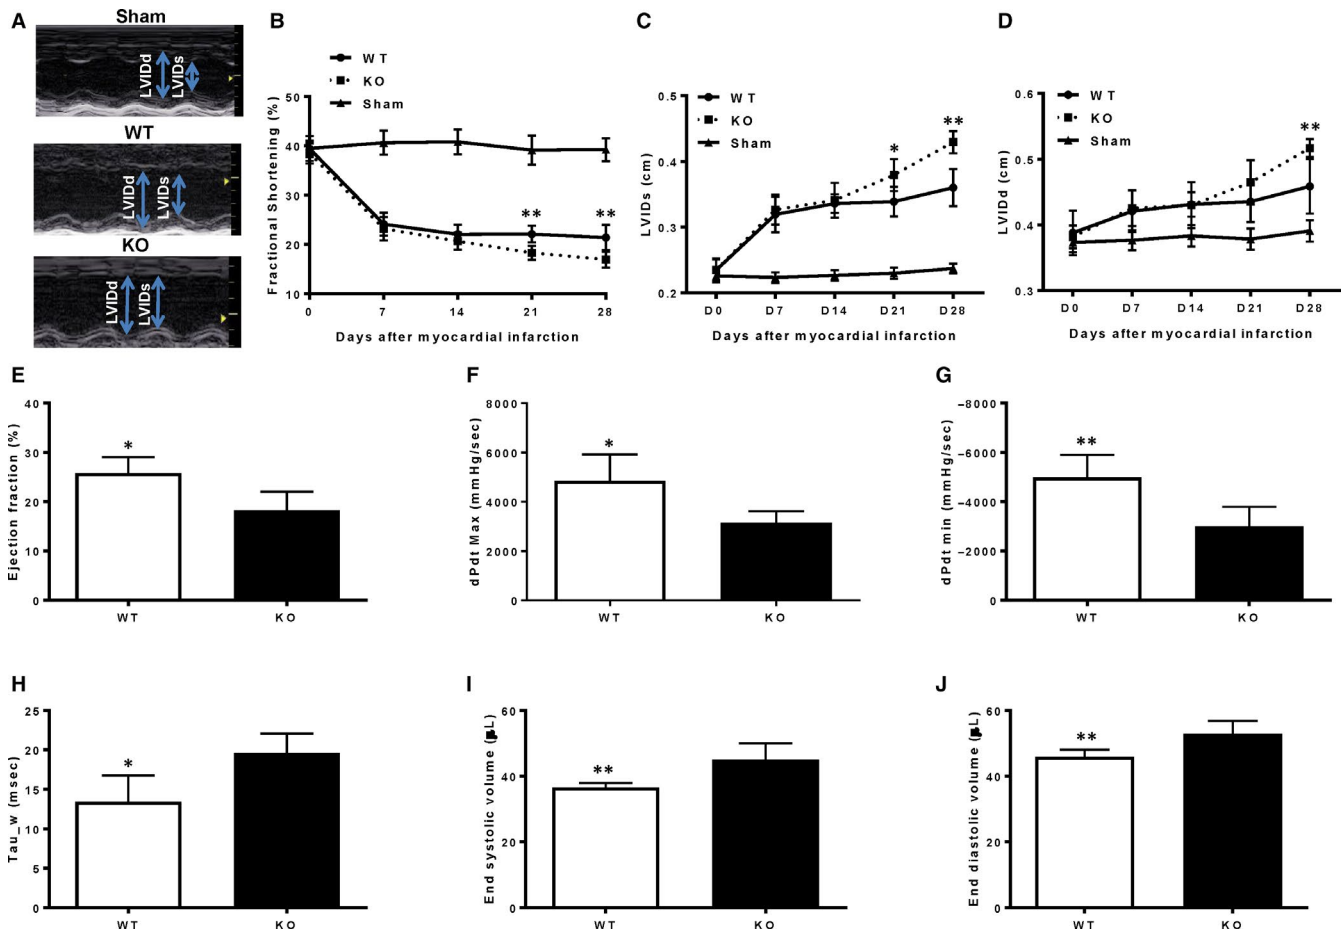 A
Sham
LVIDd
LVIDs
WT
LVIDd
LVIDs
KO
LVIDd
LVIDs
B
WT
KO
Sham
Fractional Shortening (%)
50
40
30
20
10
** **
0 7 14 21 28
Days after myocardial infarction
C
WT
KO
Sham
LVIDs (cm)
0.5
0.4
0.3
0.2
* **
D0 D7 D14 D21 D28
Days after myocardial infarction
D
WT
KO
Sham
LVIDd (cm)
0.6
0.5
0.4
0.3
**
D0 D7 D14 D21 D28
Days after myocardial infarction
E
Ejection fraction (%)
40
30
20
10
0
*
WT KO
F
dPdt Max (mmHg/sec)
8000
6000
4000
2000
0
*
WT KO
G
dPdt min (mmHg/sec)
-8000
-6000
-4000
-2000
0
**
WT KO
H
Tau_w (msec)
25
20
15
10
5
0
*
WT KO
I
End systolic volume
60
40
20
0
**
WT KO
J
End diastolic volume
60
40
20
0
**
WT KO